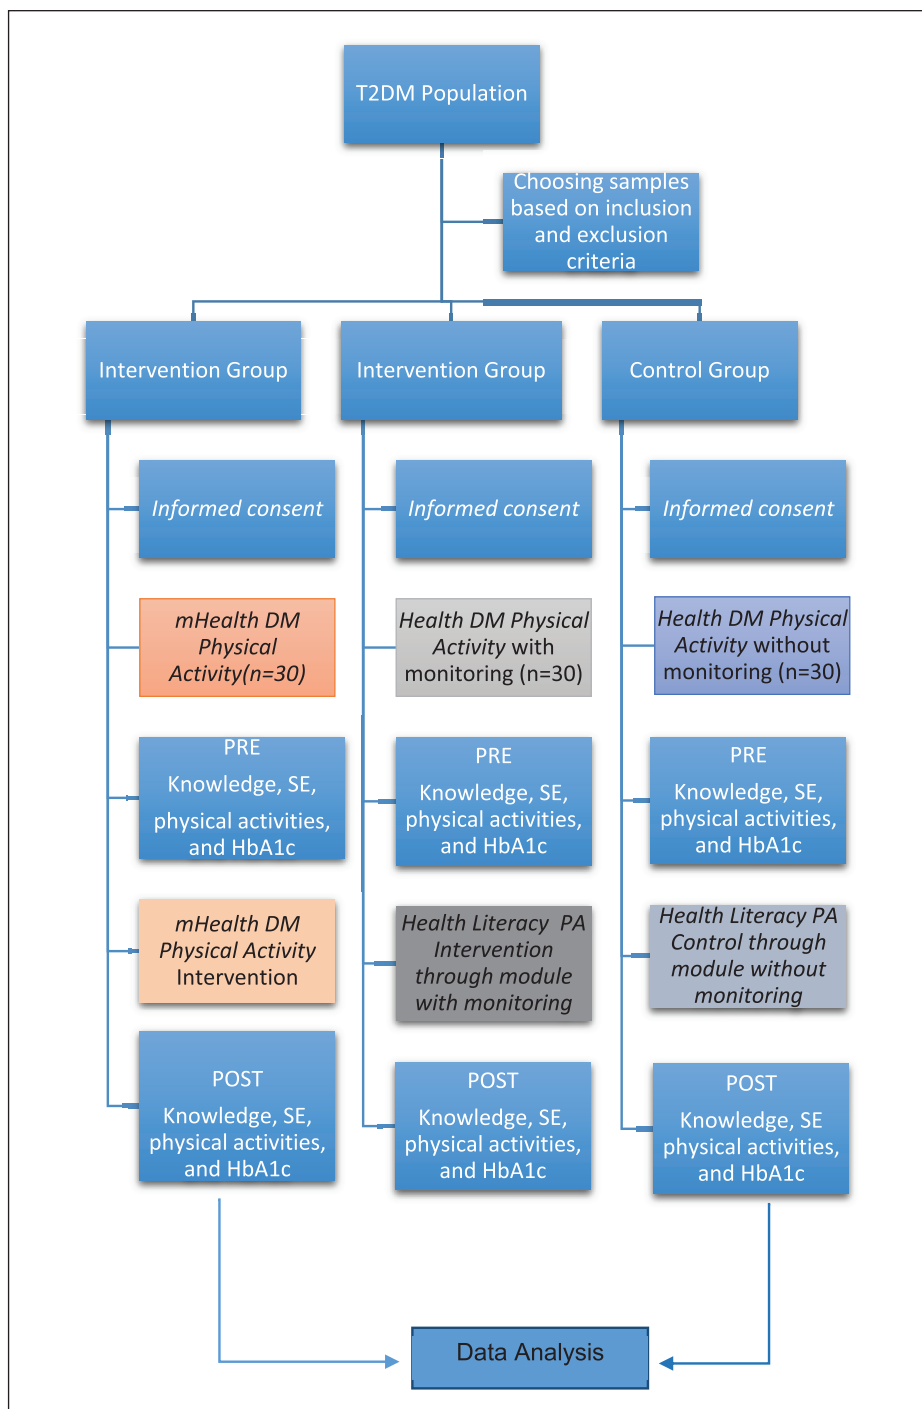 T2DM Population
Choosing samples
based on inclusion
and exclusion
criteria
Intervention Group
Intervention Group
Control Group
Informed consent
Informed consent
Informed consent
mHealth DM
Physical
Activity(n=30)
Health DM Physical
Activity with
monitoring (n=30)
Health DM Physical
Activity without
monitoring (n=30)
PRE
Knowledge, SE,
physical activities,
and HbA1c
PRE
Knowledge, SE,
physical activities,
and HbA1c
PRE
Knowledge, SE,
physical activities,
and HbA1c
mHealth DM
Physical Activity
Intervention
Health Literacy PA
Intervention
through module
with monitoring
Health Literacy PA
Control through
module without
monitoring
POST
Knowledge, SE,
physical activities,
and HbA1c
POST
Knowledge, SE,
physical activities,
and HbA1c
POST
Knowledge, SE
physical activities,
and HbA1c
Data Analysis